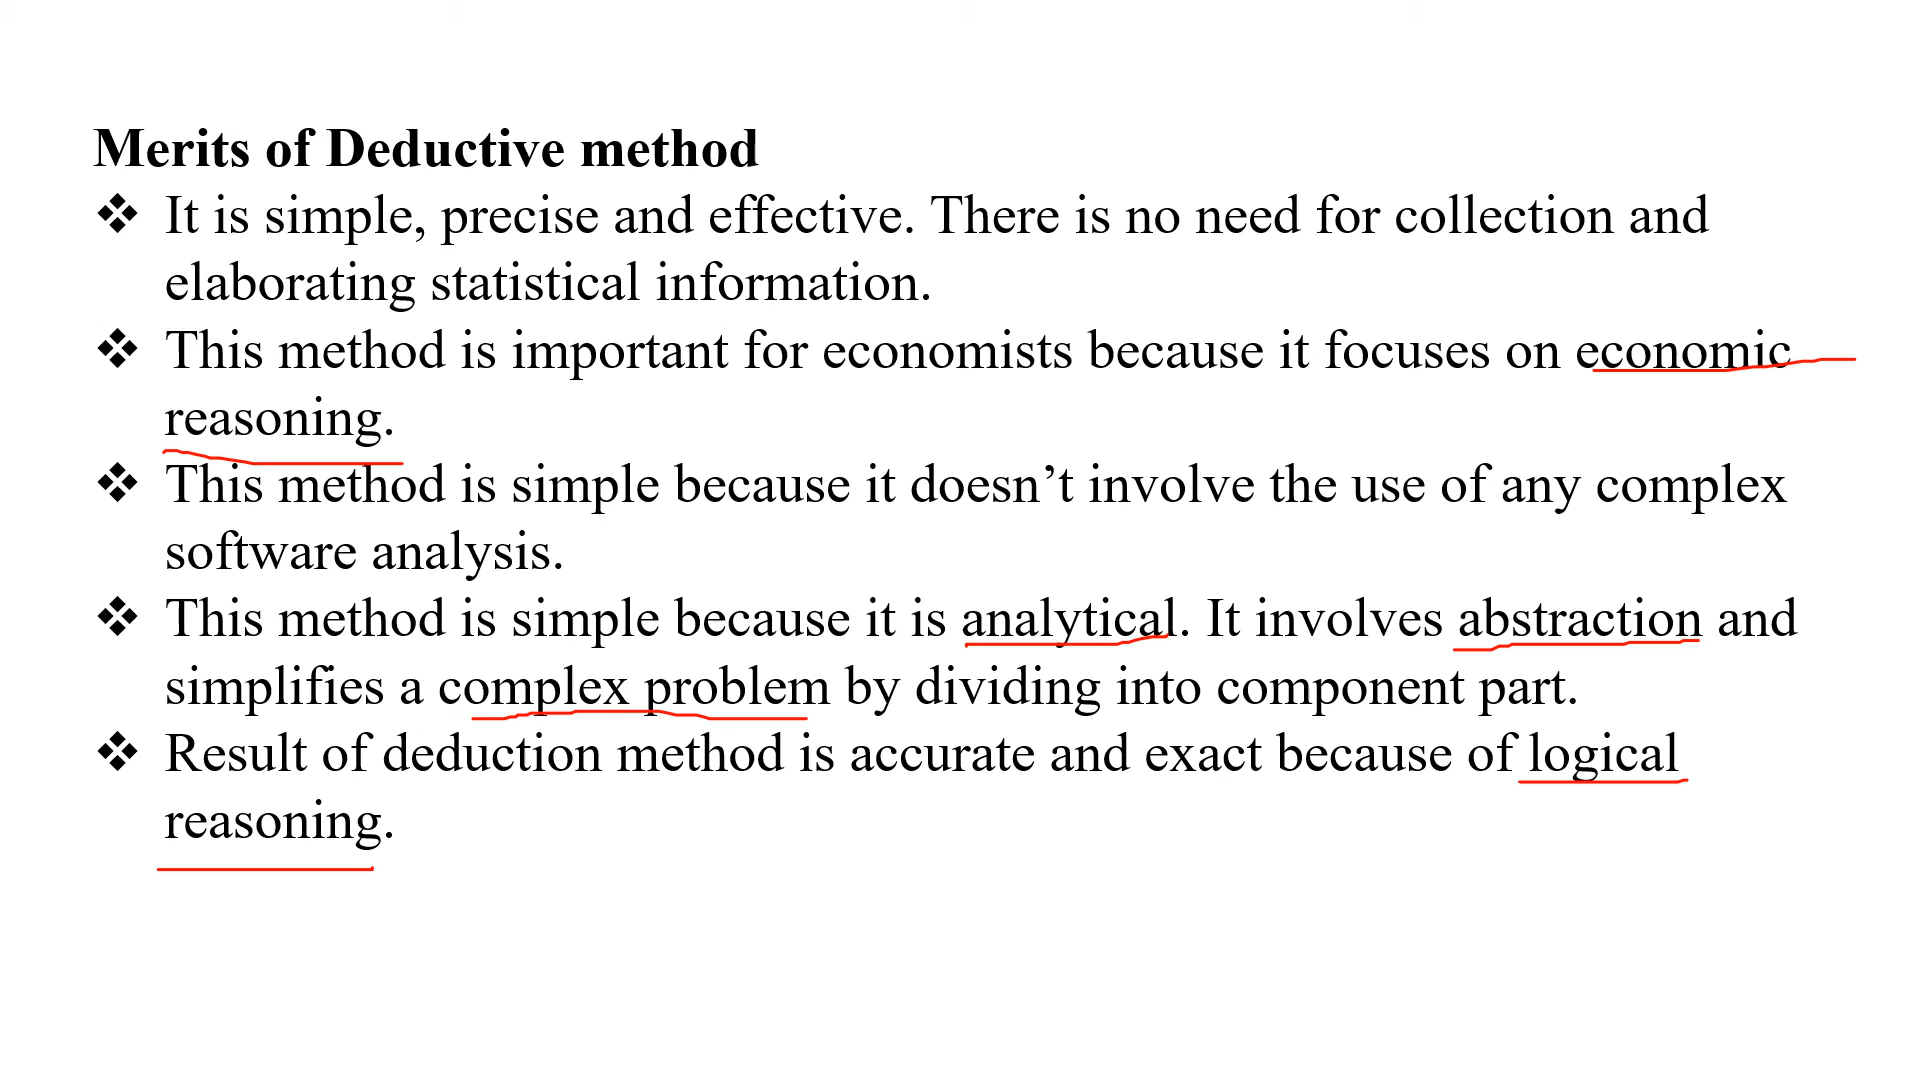 Merits of Deductive method
❖ It is simple, precise and effective. There is no need for collection and
elaborating statistical information.
❖ This method is important for economists because it focuses on economic
reasoning.
❖ This method is simple because it doesn’t involve the use of any complex
software analysis.
❖ This method is simple because it is analytical. It involves abstraction and
simplifies a complex problem by dividing into component part.
❖ Result of deduction method is accurate and exact because of logical
reasoning.